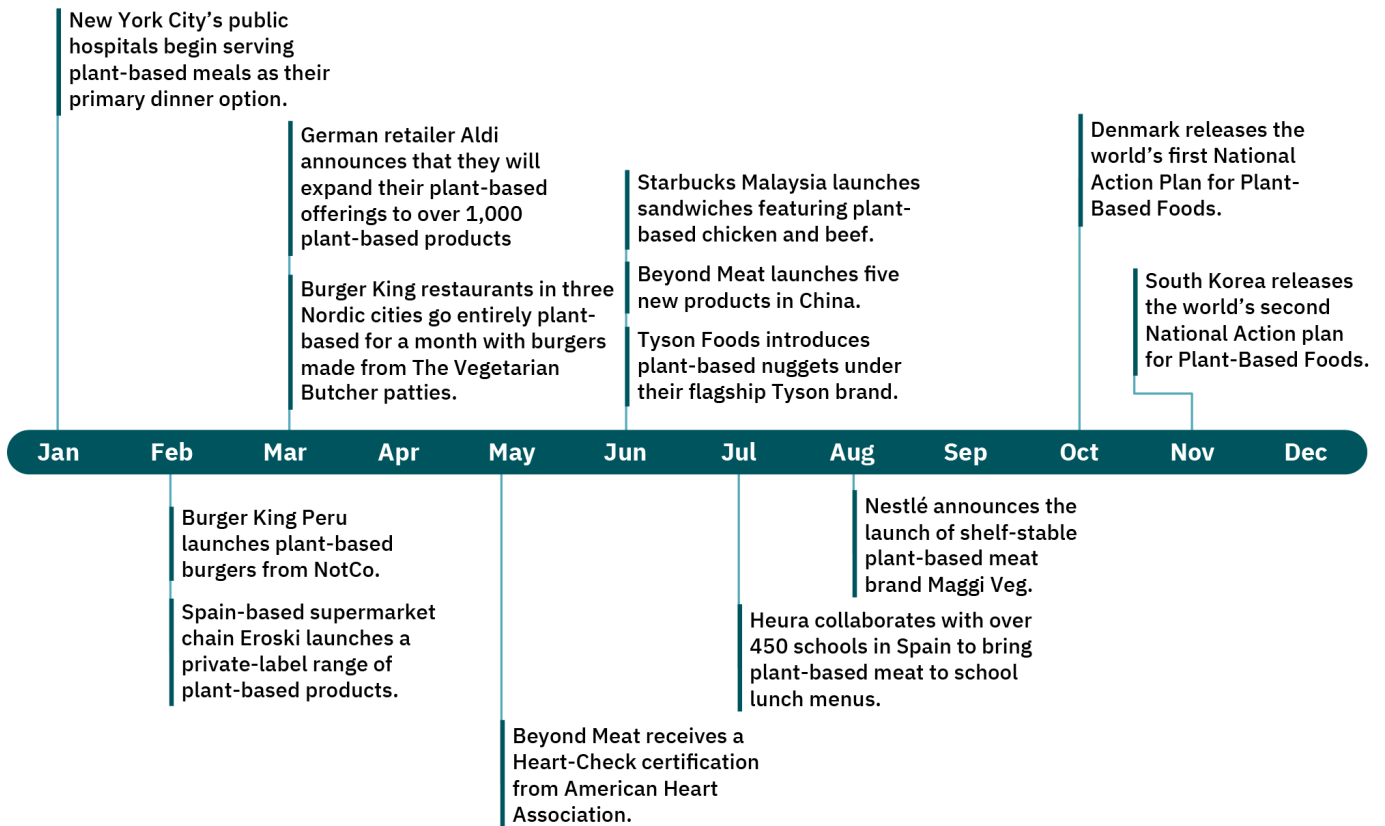 New York City’s public
hospitals begin serving
plant-based meals as their
primary dinner option.
German retailer Aldi
announces that they will
expand their plant-based
offerings to over 1,000
plant-based products
Burger King restaurants in three
Nordic cities go entirely plant-
based for a month with burgers
made from The Vegetarian
Butcher patties.
Starbucks Malaysia launches
sandwiches featuring plant-
based chicken and beef.
Beyond Meat launches five
new products in China.
Tyson Foods introduces
plant-based nuggets under
their flagship Tyson brand.
Denmark releases the
world’s first National
Action Plan for Plant-
Based Foods.
South Korea releases
the world’s second
National Action plan
for Plant-Based Foods.
Jan Feb Mar Apr May Jun Jul Aug Sep Oct Nov Dec
Burger King Peru
launches plant-based
burgers from NotCo.
Spain-based supermarket
chain Eroski launches a
private-label range of
plant-based products.
Beyond Meat receives a
Heart-Check certification
from American Heart
Association.
Heura collaborates with over
450 schools in Spain to bring
plant-based meat to school
lunch menus.
Nestlé announces the
launch of shelf-stable
plant-based meat
brand Maggi Veg.